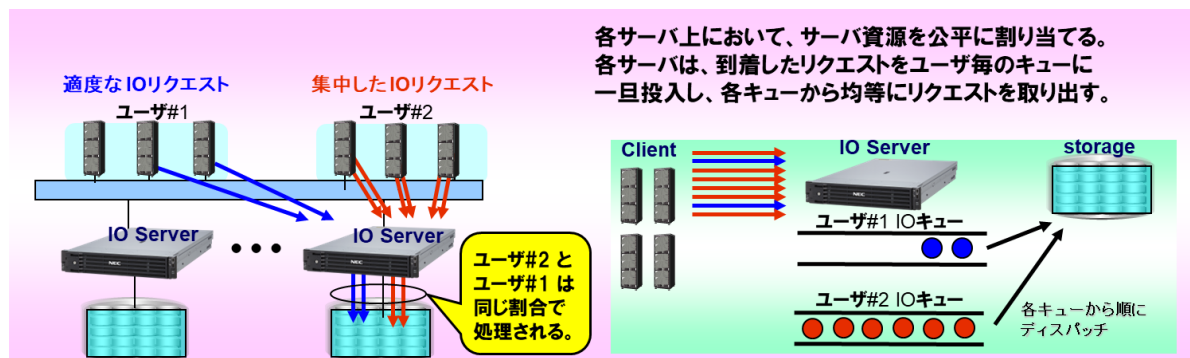 各サーバ上において、サーバ資源を公平に割り当てる。
各サーバは、到着したリクエストをユーザ毎のキューに
一旦投入し、各キューから均等にリクエストを取り出す。
適度なIOリクエスト
ユーザ#1
集中したIOリクエスト
ユーザ#2
IO Server
NEC
IO Server
NEC
ユーザ#2 と
ユーザ#1 は
同じ割合で
処理される。
Client
IO Server
NEC
storage
ユーザ#1 IOキュー
ユーザ#2 IOキュー
各キューから順に
ディスパッチ